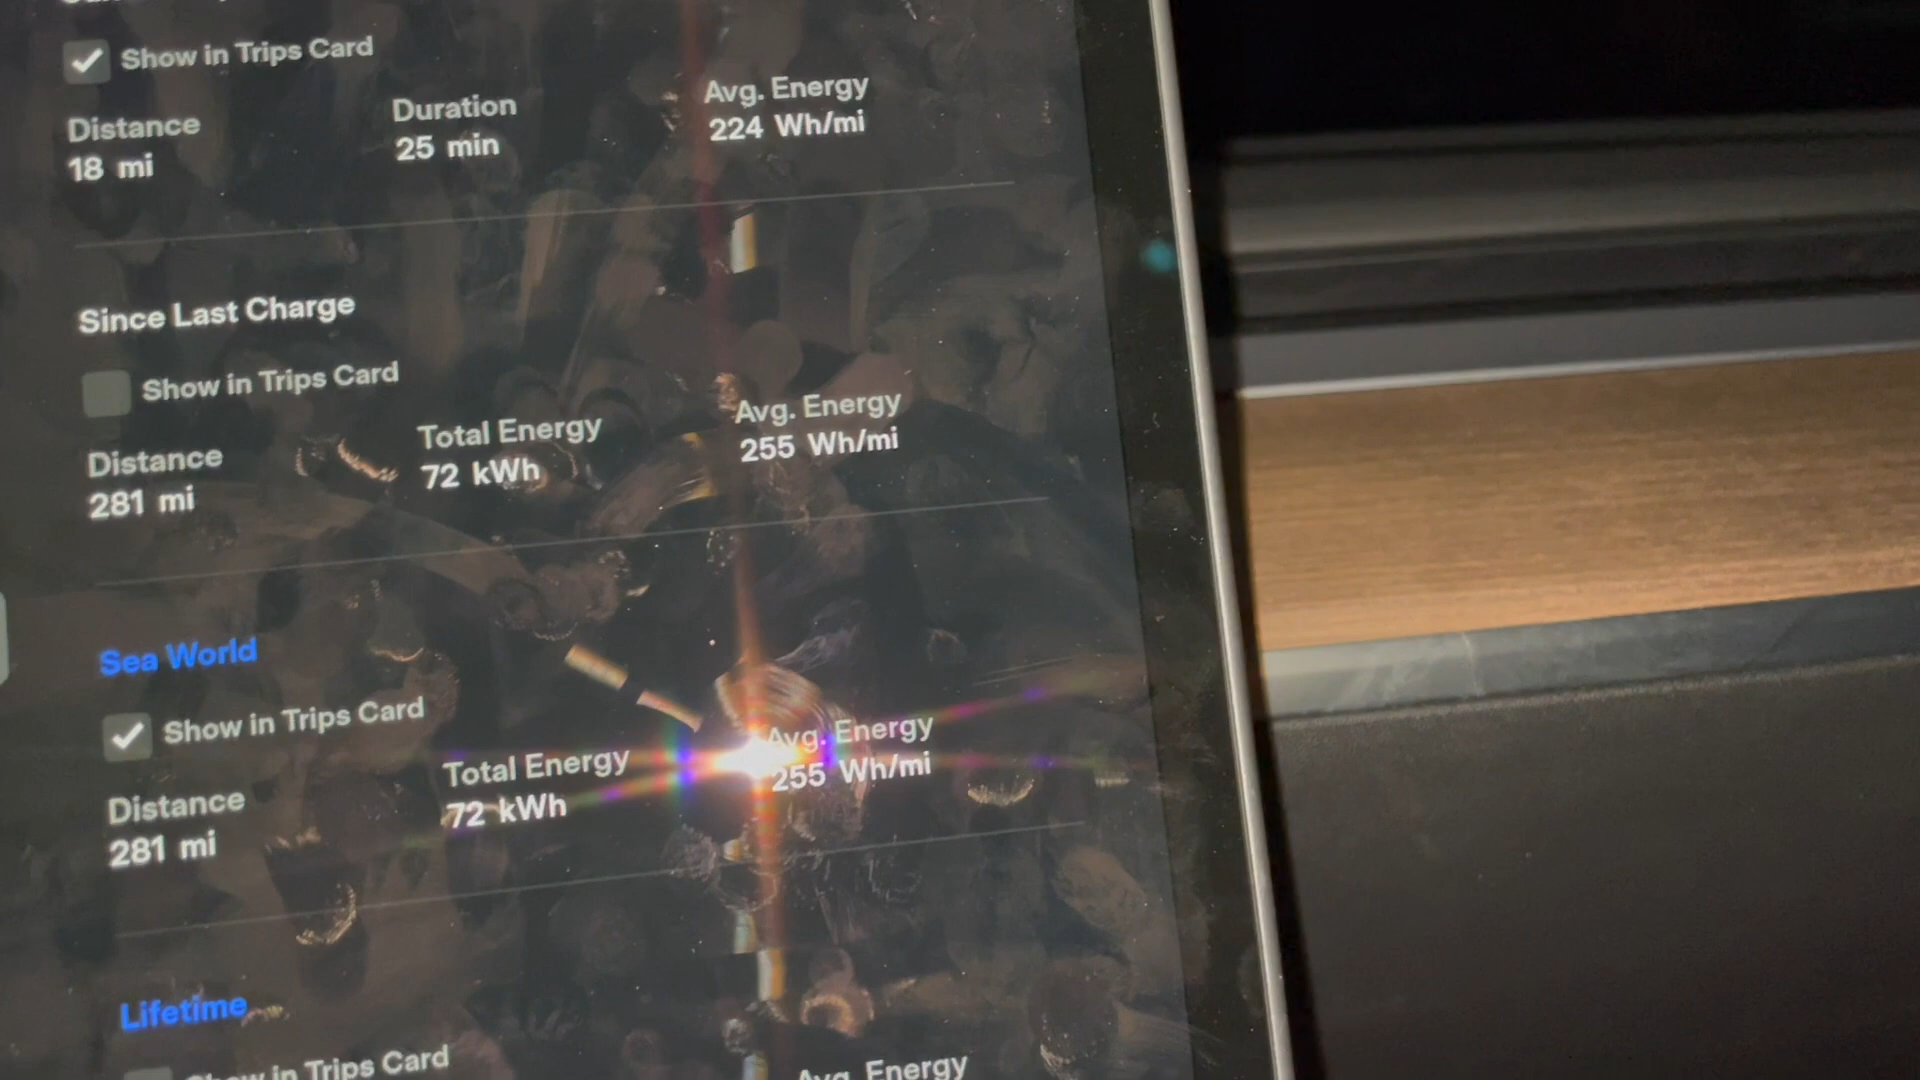 Show in Trips Card
Distance
18 mi
Duration
25 min
Avg. Energy
224 Wh/mi
Since Last Charge
Show in Trips Card
Distance
281 mi
Total Energy
72 kWh
Avg. Energy
255 Wh/mi
Sea World
Show in Trips Card
Distance
281 mi
Total Energy
72 kWh
Avg. Energy
255 Wh/mi
Lifetime
Show in Trips Card
Avg. Energy